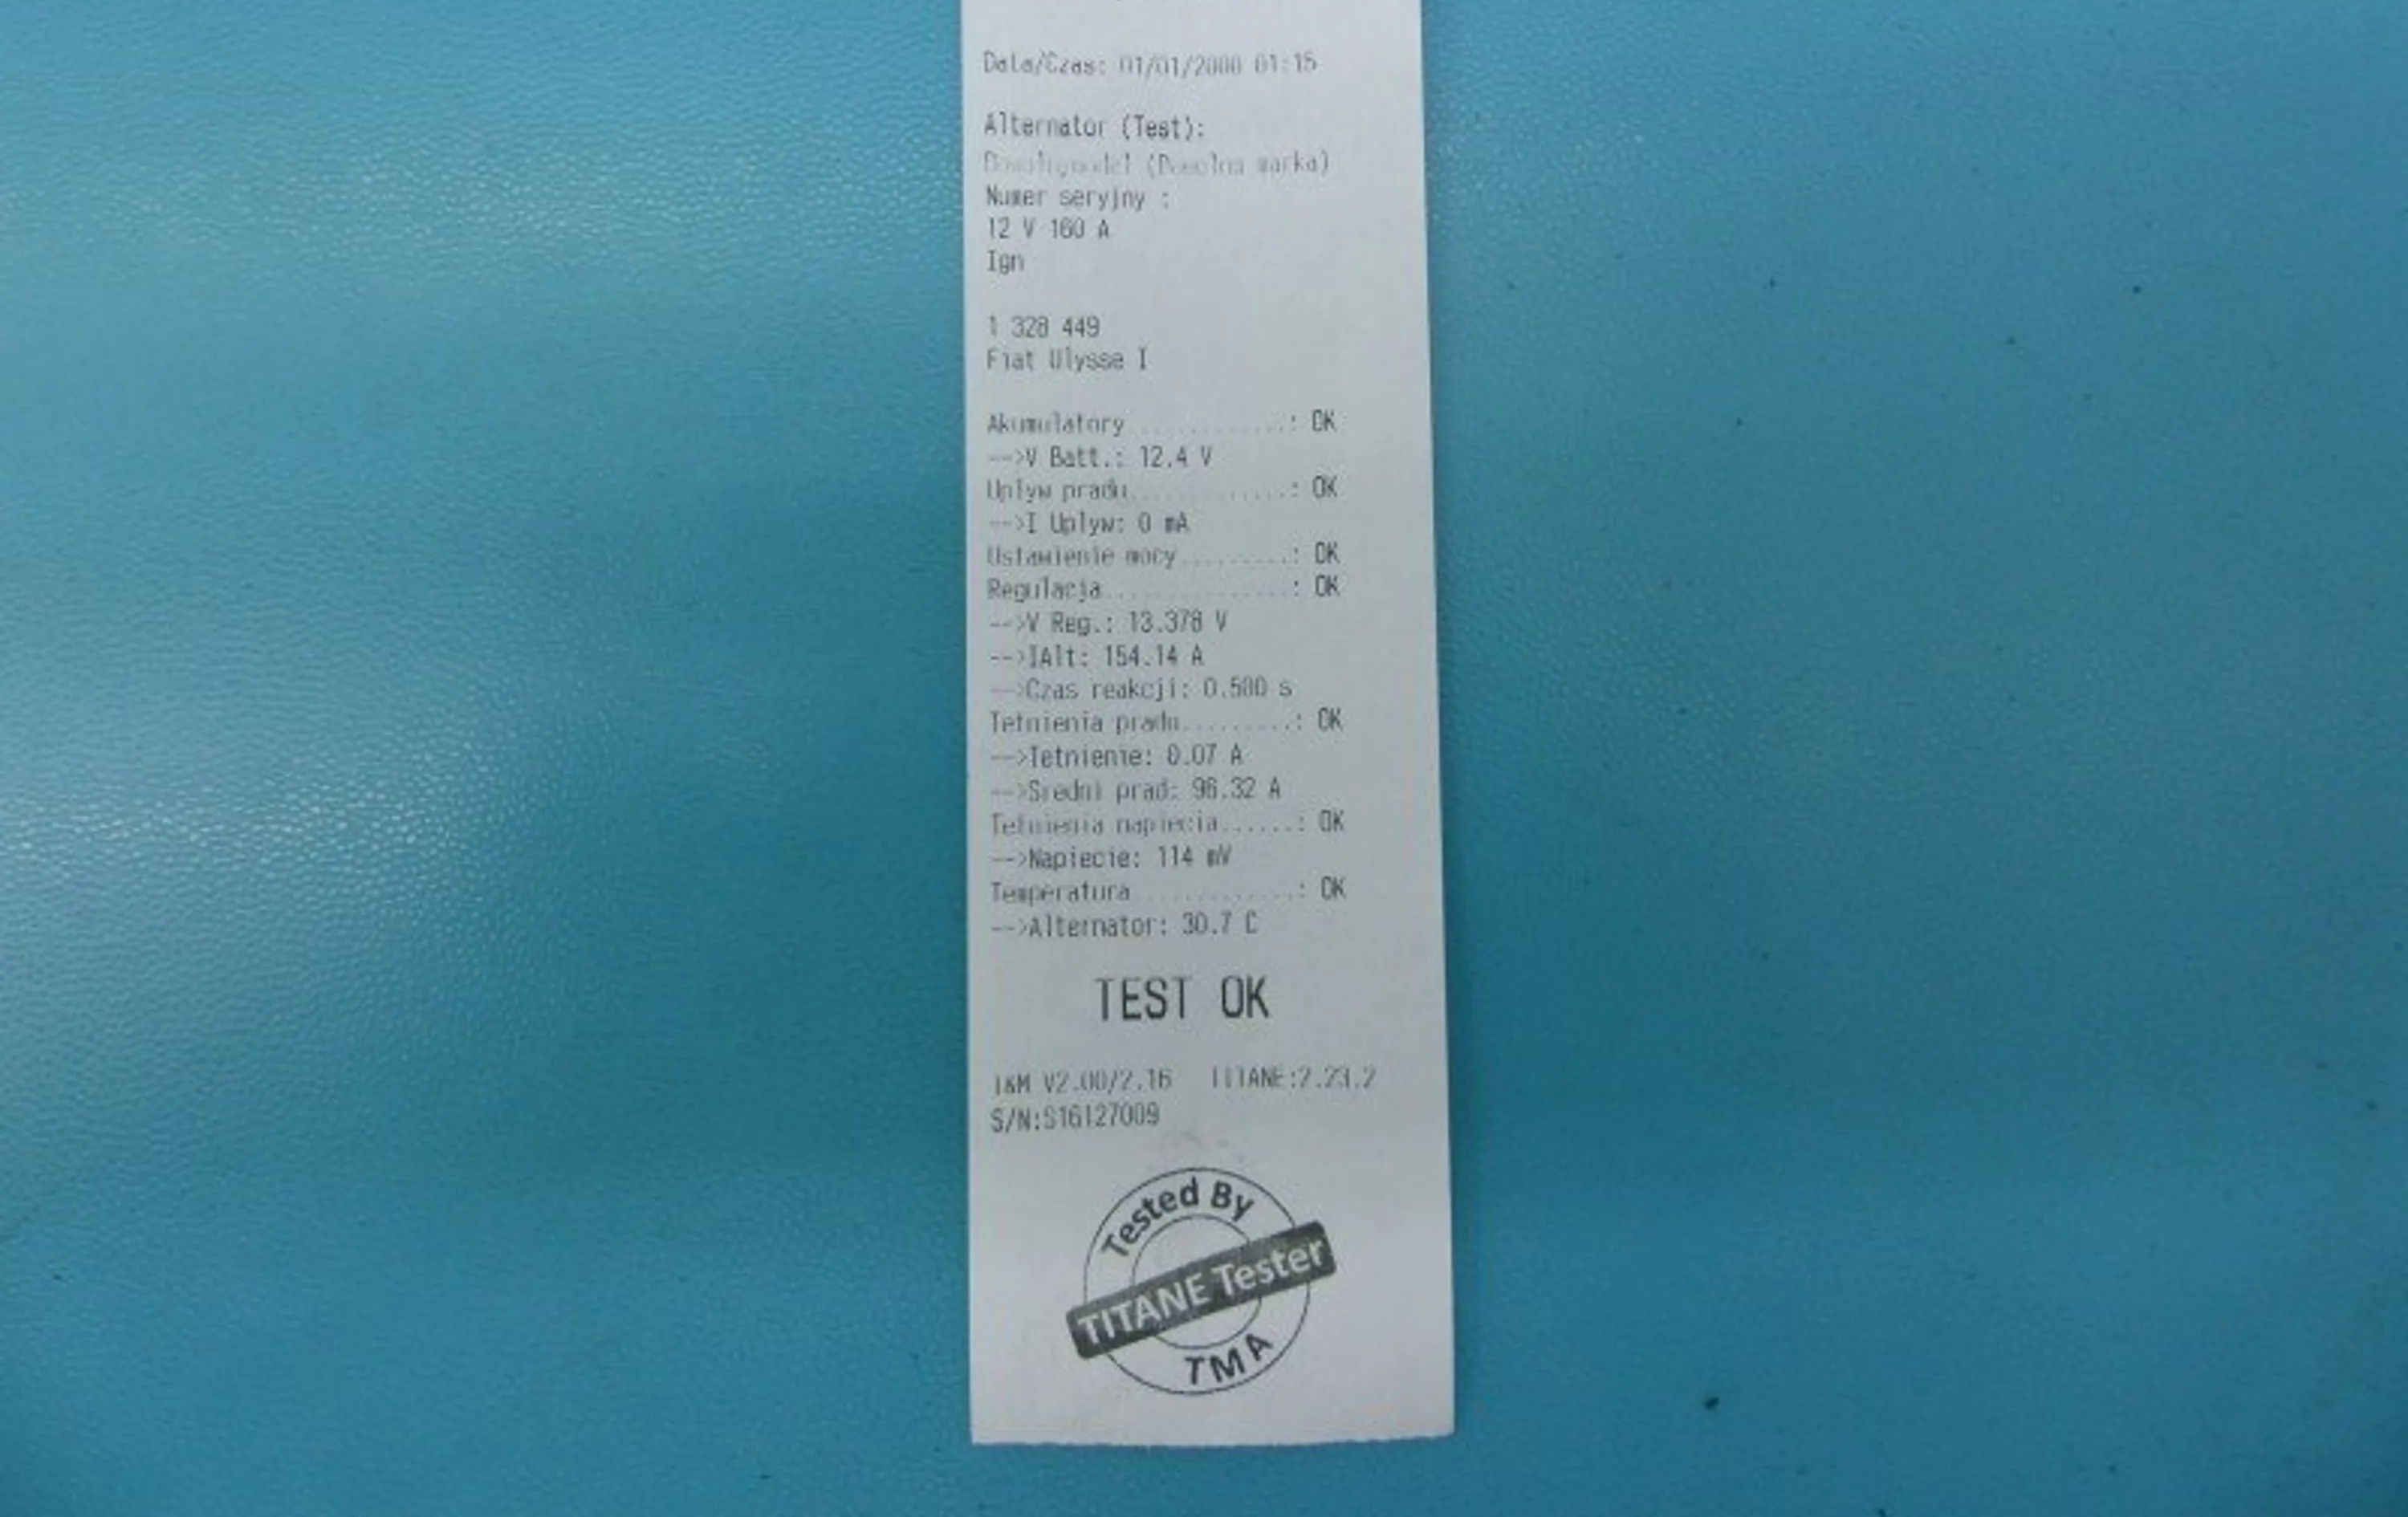 Data/Czas: 01/01/2000 01:15
Alternator (Test):
(Dowolna marka)
Numer seryjny :
12 V 160 A
Ign
1 328 449
Fiat Ulysse I
Akumulatory.............: OK
-->V Batt.: 12.4 V
Uplyw pradu.............: OK
-->I Uplyw: 0 mA
Ustawienie mocy.........: OK
Regulacja...............: OK
-->V Reg.: 13.378 V
-->IAlt: 154.14 A
-->Czas reakcji: 0.500 s
Tetnienia pradu.........: OK
-->Tetnienie: 0.07 A
-->Sredni prad: 96.32 A
Tetnienia napiecia......: OK
-->Napiecie: 114 mV
Temperatura.............: OK
-->Alternator: 30.7 C
TEST OK
I&M V2.00/2.16 TITANE:2.23.2
S/N:S16127009
Tested By
TITANE Tester
TMA